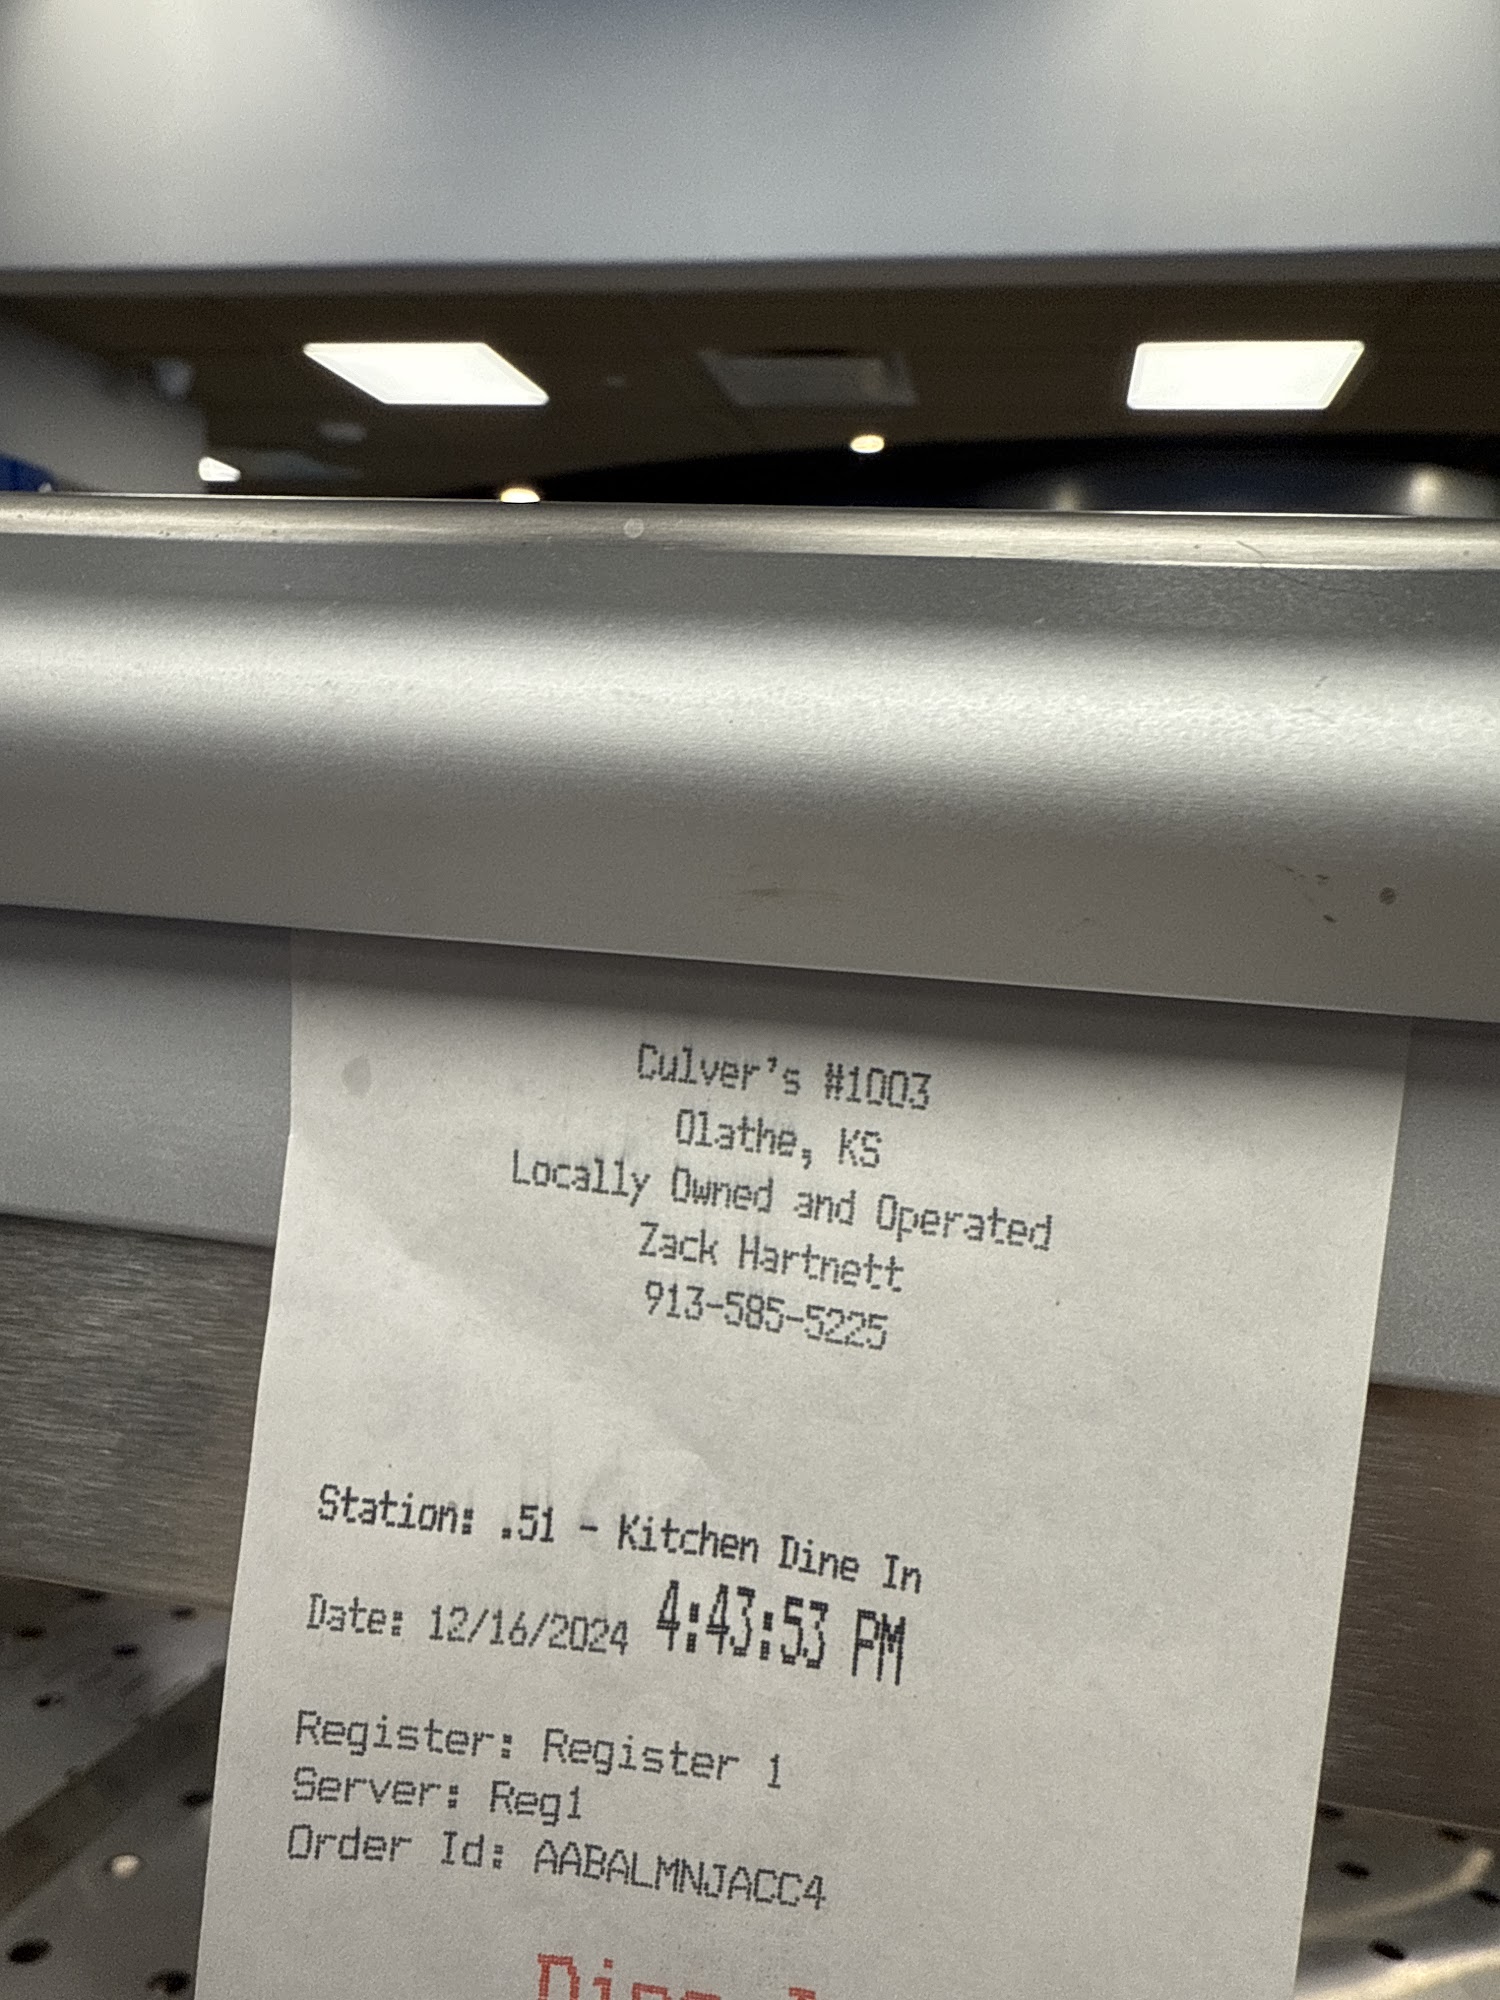 Culver's #1003
Olathe, KS
Locally Owned and Operated
Zack Hartnett
913-585-5225
Station: .51 - Kitchen Dine In
Date: 12/16/2024 4:43:53 PM
Register: Register 1
Server: Reg1
Order Id: AABALMNJACC4